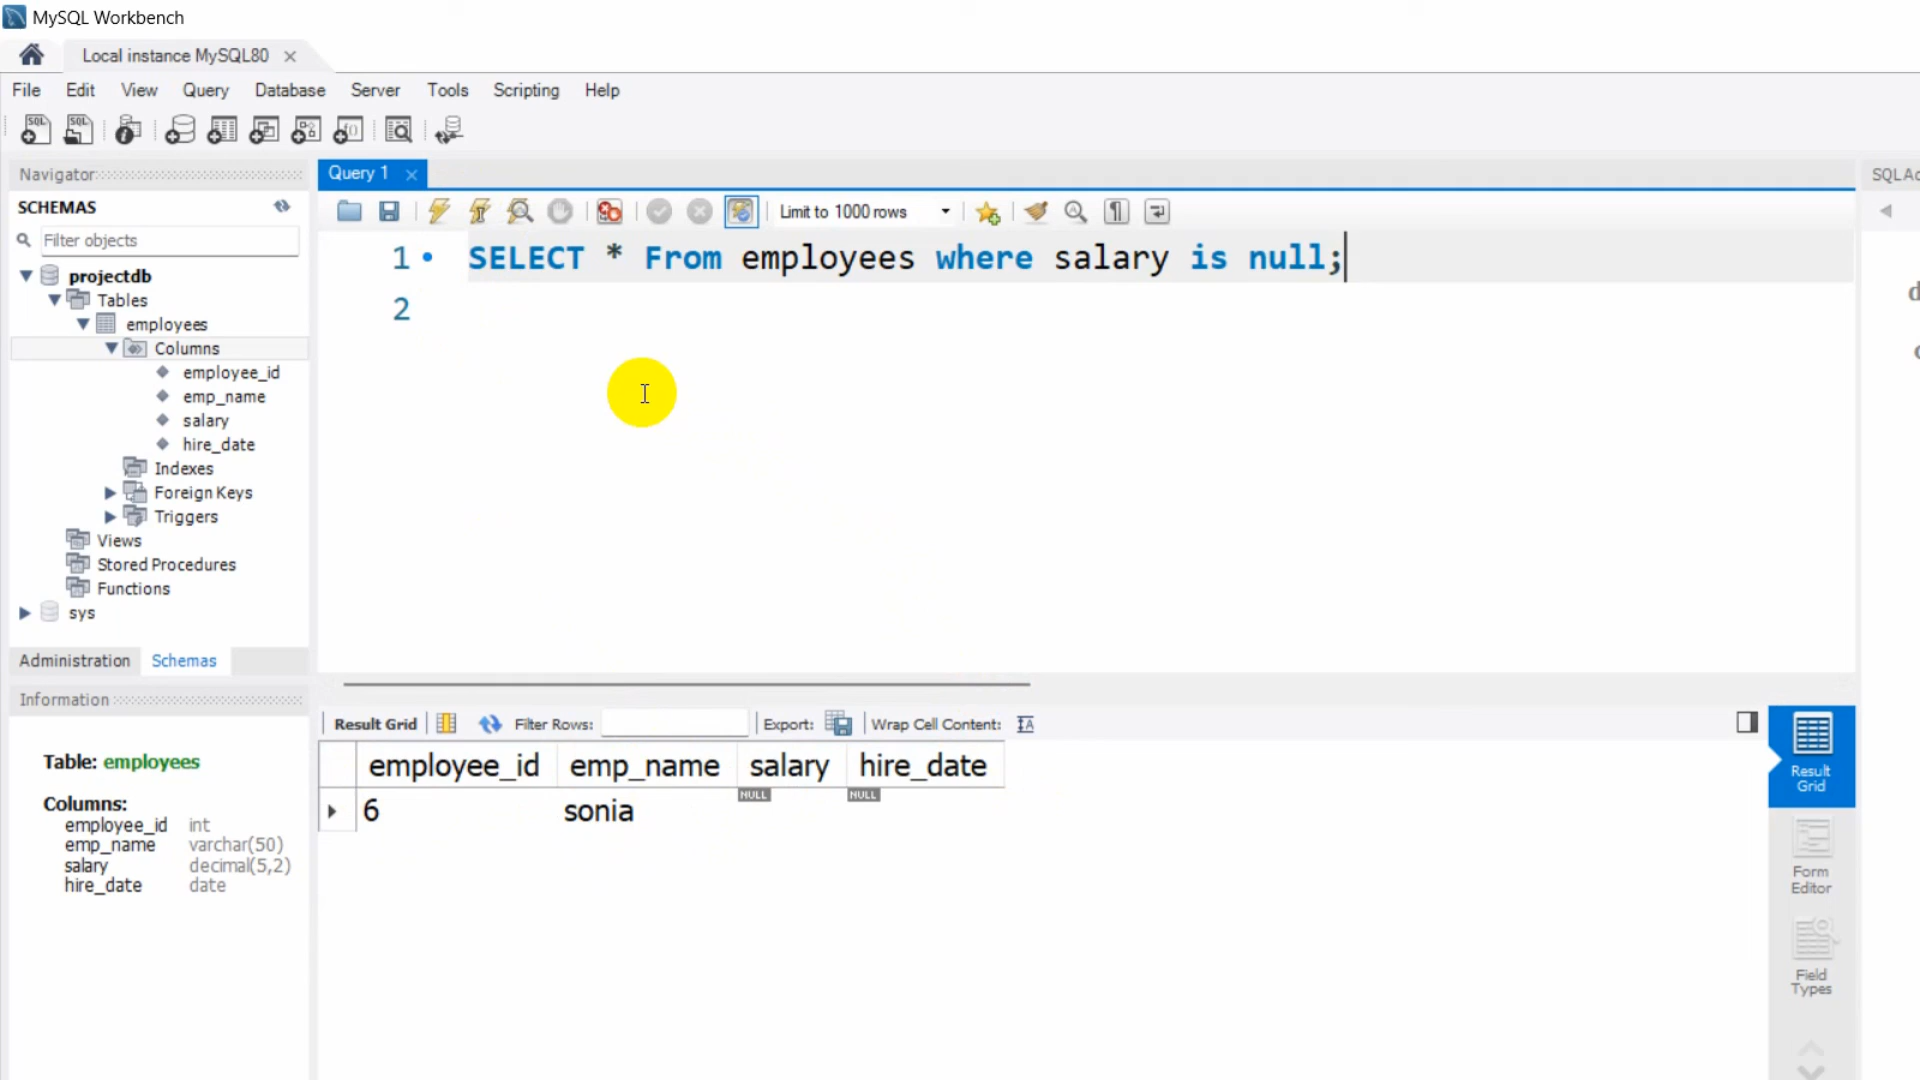 MySQL Workbench
Local instance MySQL80
File Edit View Query Database Server Tools Scripting Help
SQL SQL
Navigator
SCHEMAS
Filter objects
projectdb
Tables
employees
Columns
employee_id
emp_name
salary
hire_date
Indexes
Foreign Keys
Triggers
Views
Stored Procedures
Functions
sys
Administration Schemas
Information
Table: employees
Columns:
employee_id int
emp_name varchar(50)
salary decimal(5,2)
hire_date date
Query 1
Limit to 1000 rows
1 SELECT * From employees where salary is null;
2
Result Grid Filter Rows: Export: Wrap Cell Content:
employee_id emp_name salary hire_date
6 sonia NULL NULL
Result
Grid
Form
Editor
Field
Types